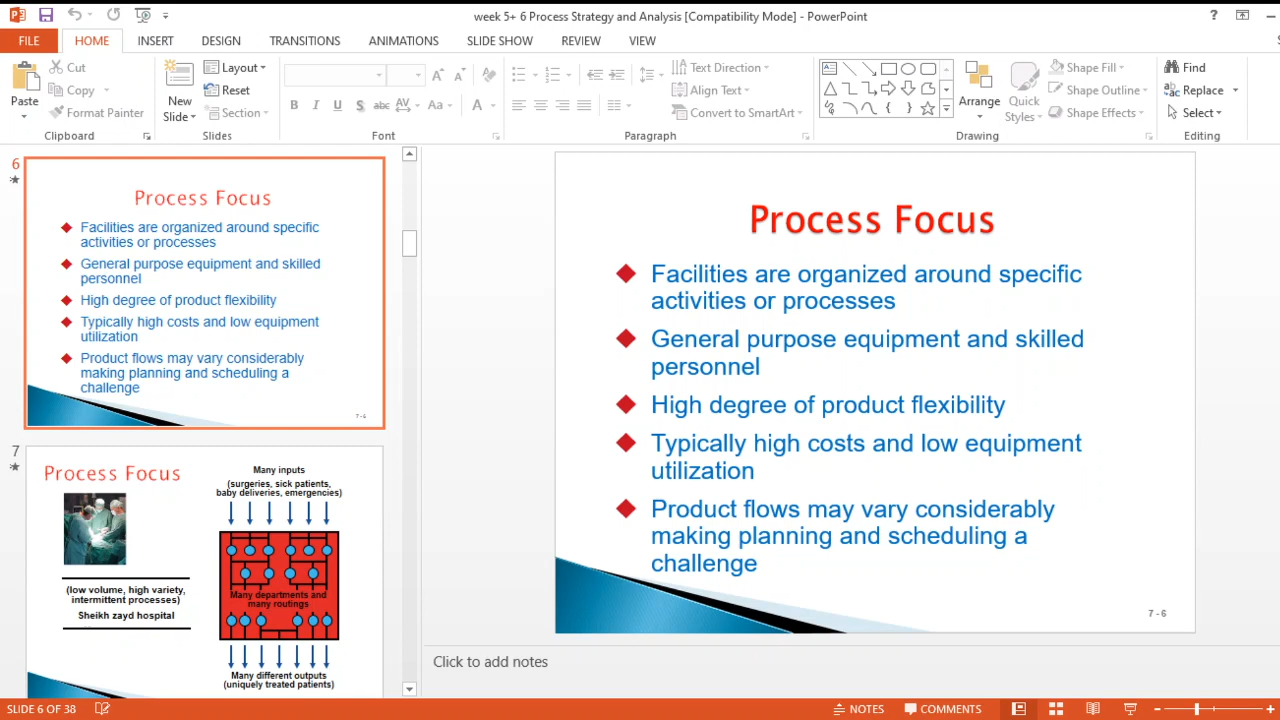 week 5+ 6 Process Strategy and Analysis [Compatibility Mode] - PowerPoint
?
FILE
HOME
INSERT
DESIGN
TRANSITIONS
ANIMATIONS
SLIDE SHOW
REVIEW
VIEW
Paste
Cut
Copy
Format Painter
Clipboard
New
Slide
Layout
Reset
Section
Slides
B I U S abc AV Aa A
Font
Text Direction
Align Text
Convert to SmartArt
Paragraph
Arrange
Quick
Styles
Shape Fill
Shape Outline
Shape Effects
Drawing
Find
Replace
Select
Editing
6
Process Focus
Facilities are organized around specific
activities or processes
General purpose equipment and skilled
personnel
High degree of product flexibility
Typically high costs and low equipment
utilization
Product flows may vary considerably
making planning and scheduling a
challenge
7 - 6
7
Process Focus
(low volume, high variety,
intermittent processes)
Sheikh zayd hospital
Many inputs
(surgeries, sick patients,
baby deliveries, emergencies)
Many departments and
many routings
Many different outputs
(uniquely treated patients)
Process Focus
Facilities are organized around specific
activities or processes
General purpose equipment and skilled
personnel
High degree of product flexibility
Typically high costs and low equipment
utilization
Product flows may vary considerably
making planning and scheduling a
challenge
7 - 6
Click to add notes
SLIDE 6 OF 38
NOTES
COMMENTS